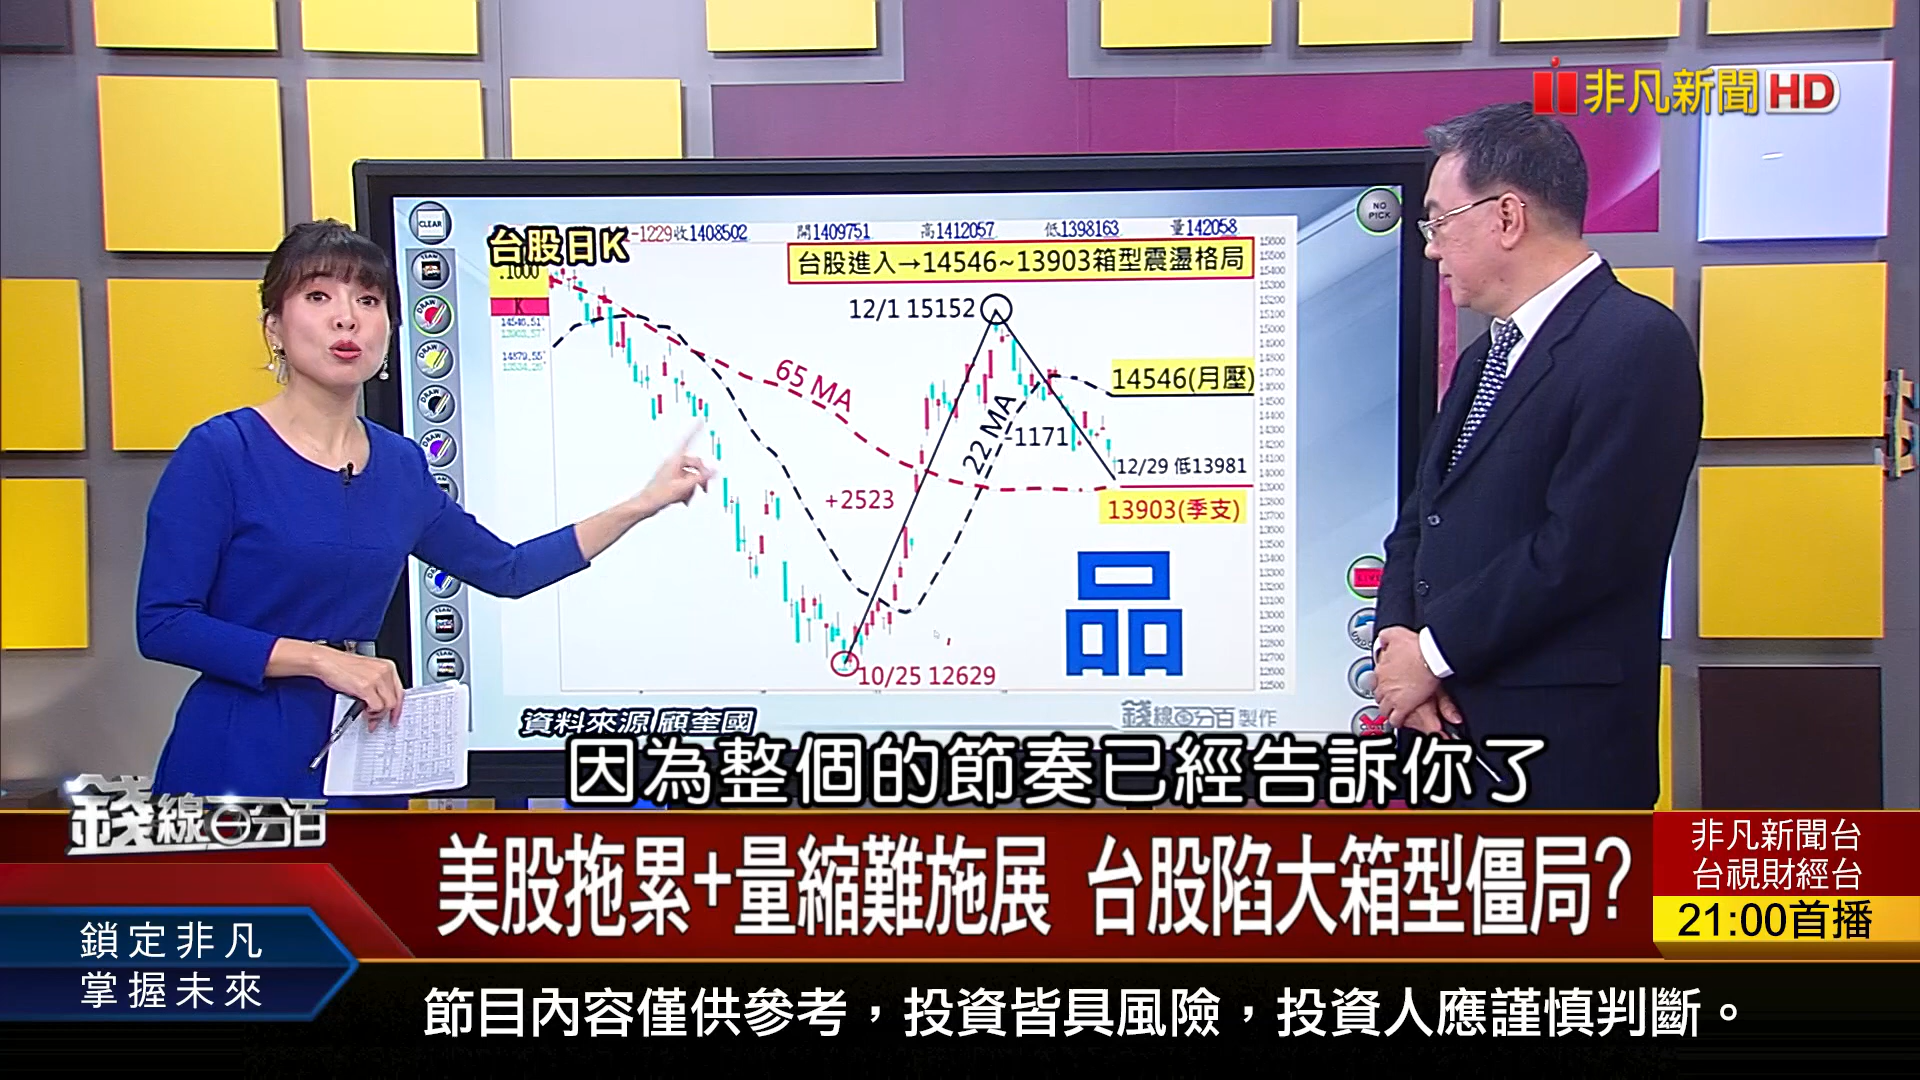 非凡新聞HD
CLEAR
NO PICK
台股日K
-1229收1408502 開1409751 高1412057 低1398163 量142058
.1000
K
台股進入→14546~13903箱型震盪格局
12/1 15152
65 MA
14546(月壓)
22 MA
-1171
12/29 低13981
+2523
13903(季支)
品
10/25 12629
資料來源 顧奎國
錢線百分百 製作
因為整個的節奏已經告訴你了
錢線百分百
美股拖累+量縮難施展 台股陷大箱型僵局?
非凡新聞台
台視財經台
21:00首播
鎖定非凡
掌握未來
節目內容僅供參考，投資皆具風險，投資人應謹慎判斷。